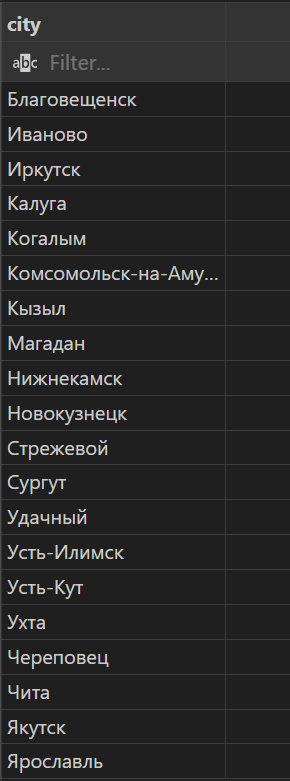 city
abc Filter...
Благовещенск
Иваново
Иркутск
Калуга
Когалым
Комсомольск-на-Аму...
Кызыл
Магадан
Нижнекамск
Новокузнецк
Стрежевой
Сургут
Удачный
Усть-Илимск
Усть-Кут
Ухта
Череповец
Чита
Якутск
Ярославль